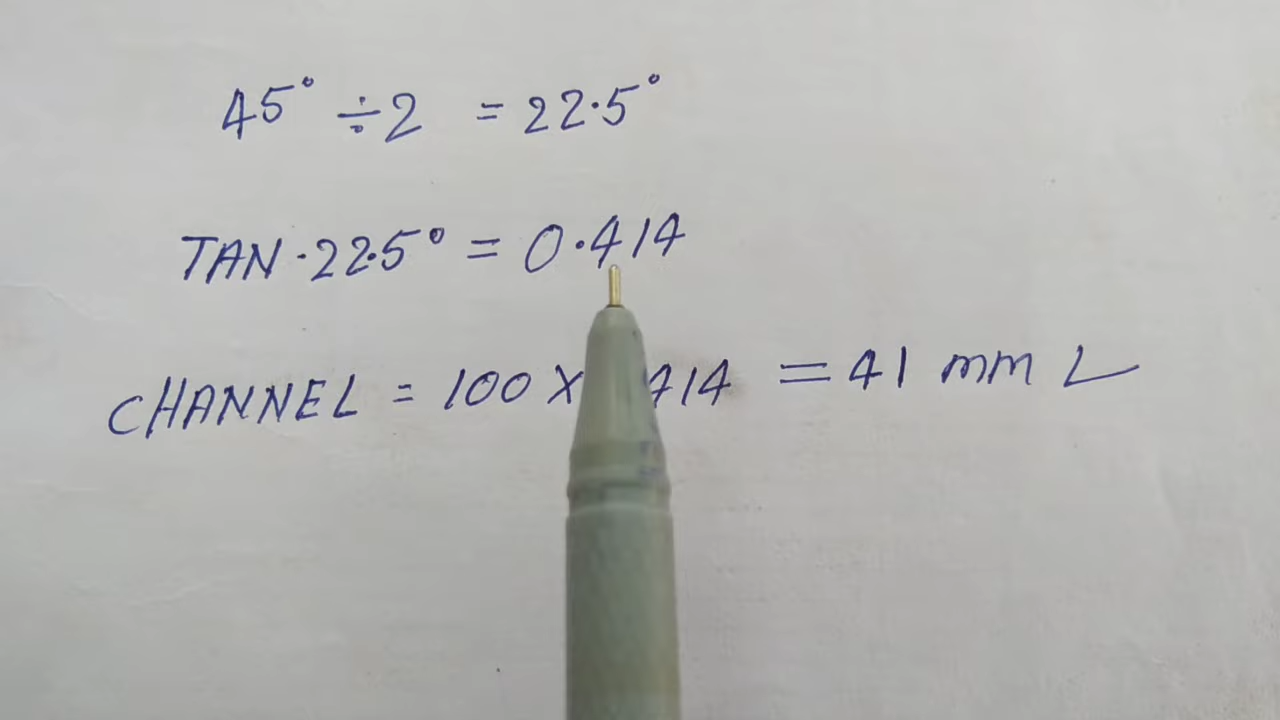 45° ÷2 = 22.5°
TAN.22.5° = 0.414
CHANNEL = 100 X 414 = 41 mm L